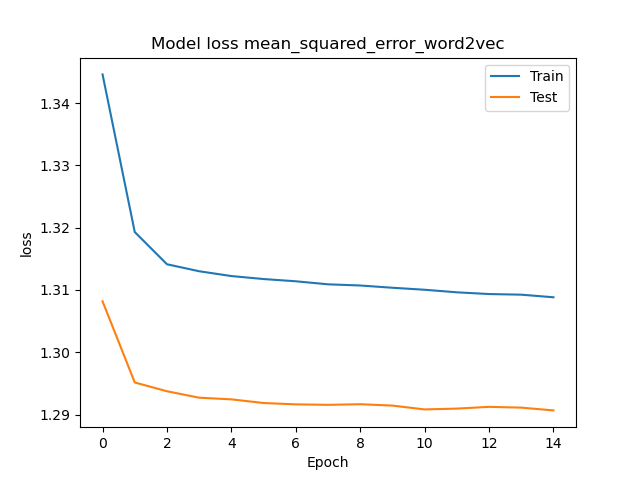 Model loss mean_squared_error_word2vec
Train
Test
1.34
1.33
1.32
1.31
1.30
1.29
loss
0 2 4 6 8 10 12 14
Epoch